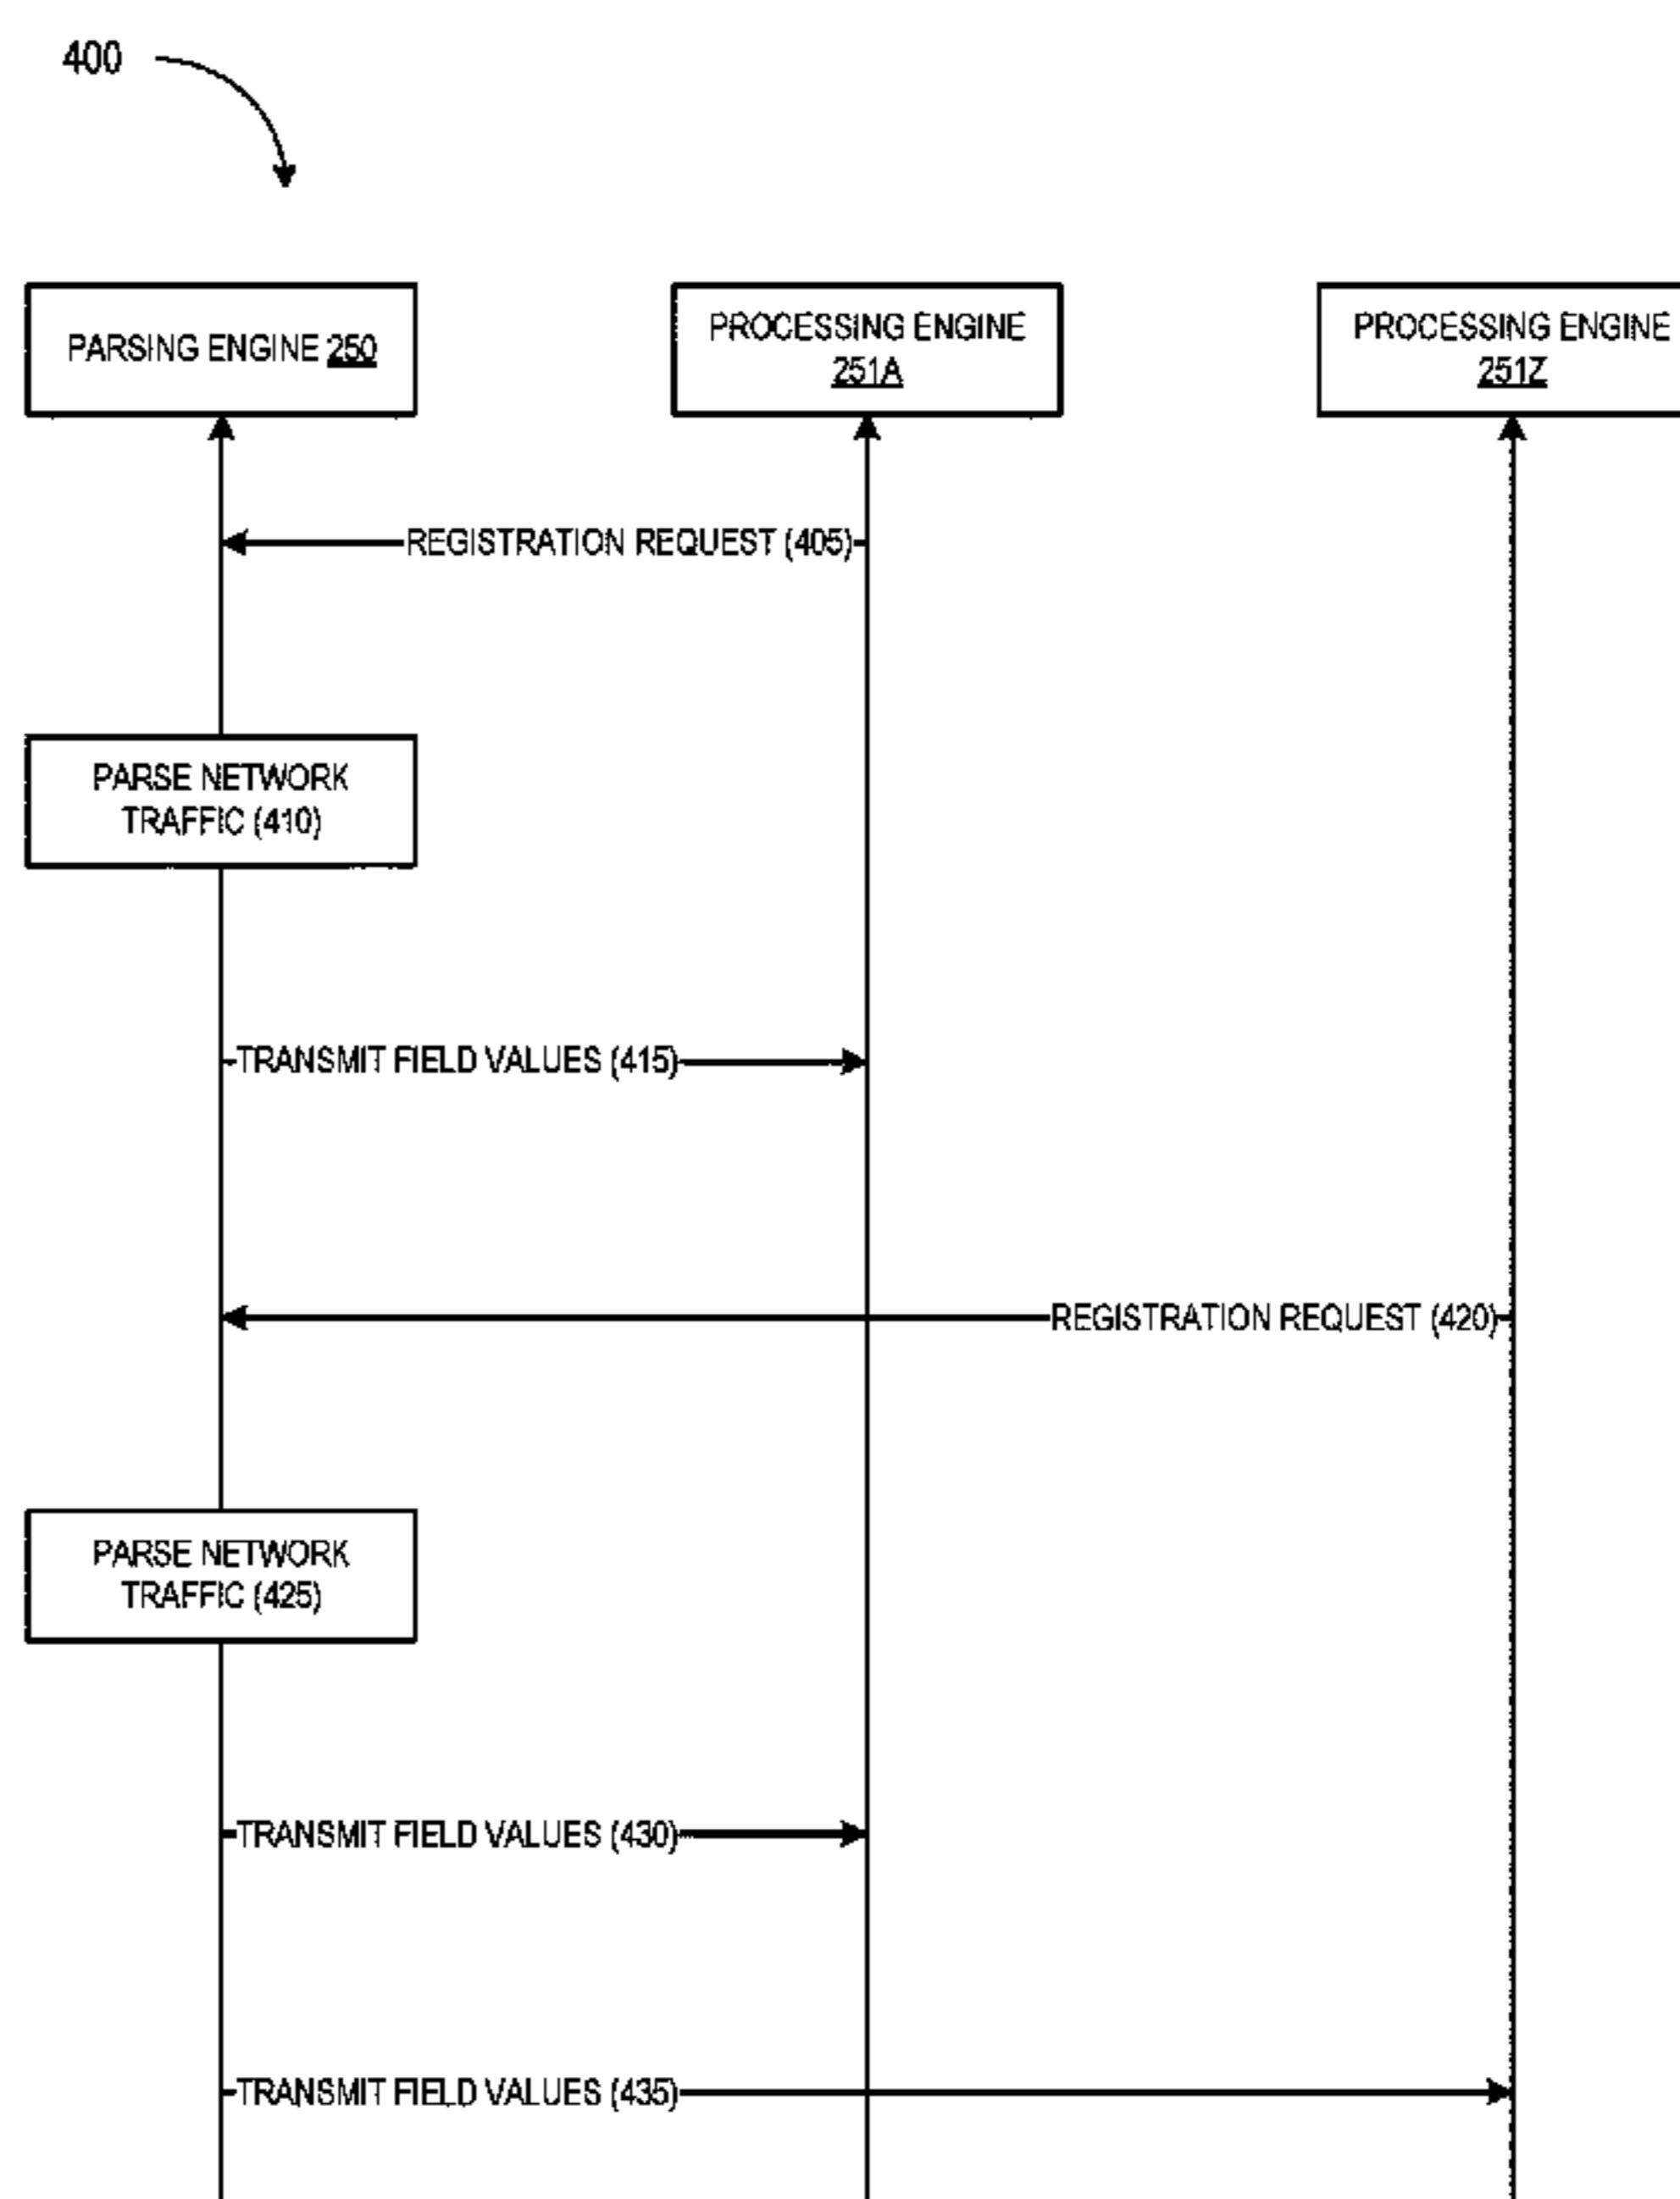 400
PARSING ENGINE 250
PROCESSING ENGINE
251A
PROCESSING ENGINE
251Z
REGISTRATION REQUEST (405)
PARSE NETWORK
TRAFFIC (410)
TRANSMIT FIELD VALUES (415)
REGISTRATION REQUEST (420)
PARSE NETWORK
TRAFFIC (425)
TRANSMIT FIELD VALUES (430)
TRANSMIT FIELD VALUES (435)